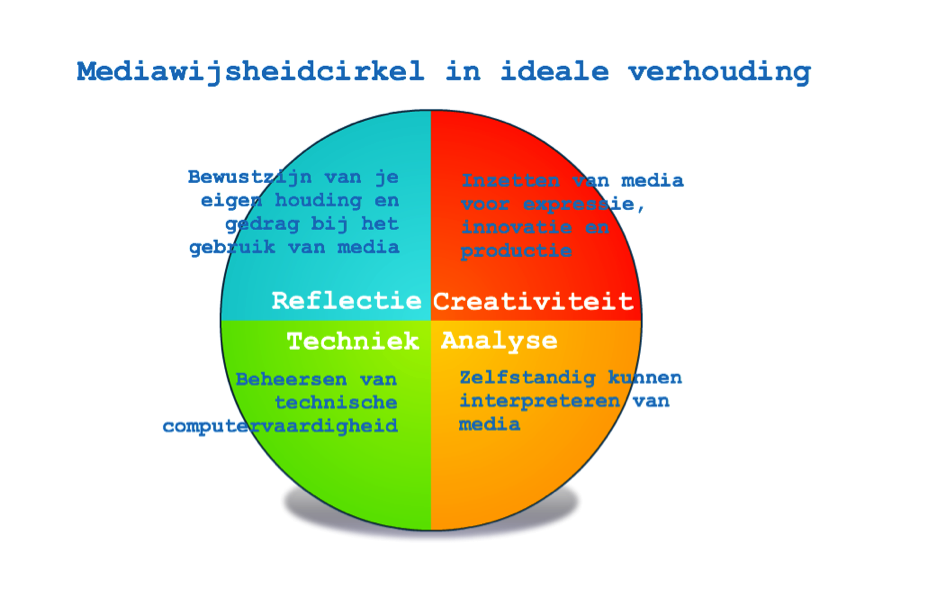 Mediawijsheidcirkel in ideale verhouding
Bewustzijn van je
eigen houding en
gedrag bij het
gebruik van media
Inzetten van media
voor expressie,
innovatie en
productie
Reflectie
Creativiteit
Techniek
Analyse
Beheersen van
technische
computervaardigheid
Zelfstandig kunnen
interpreteren van
media